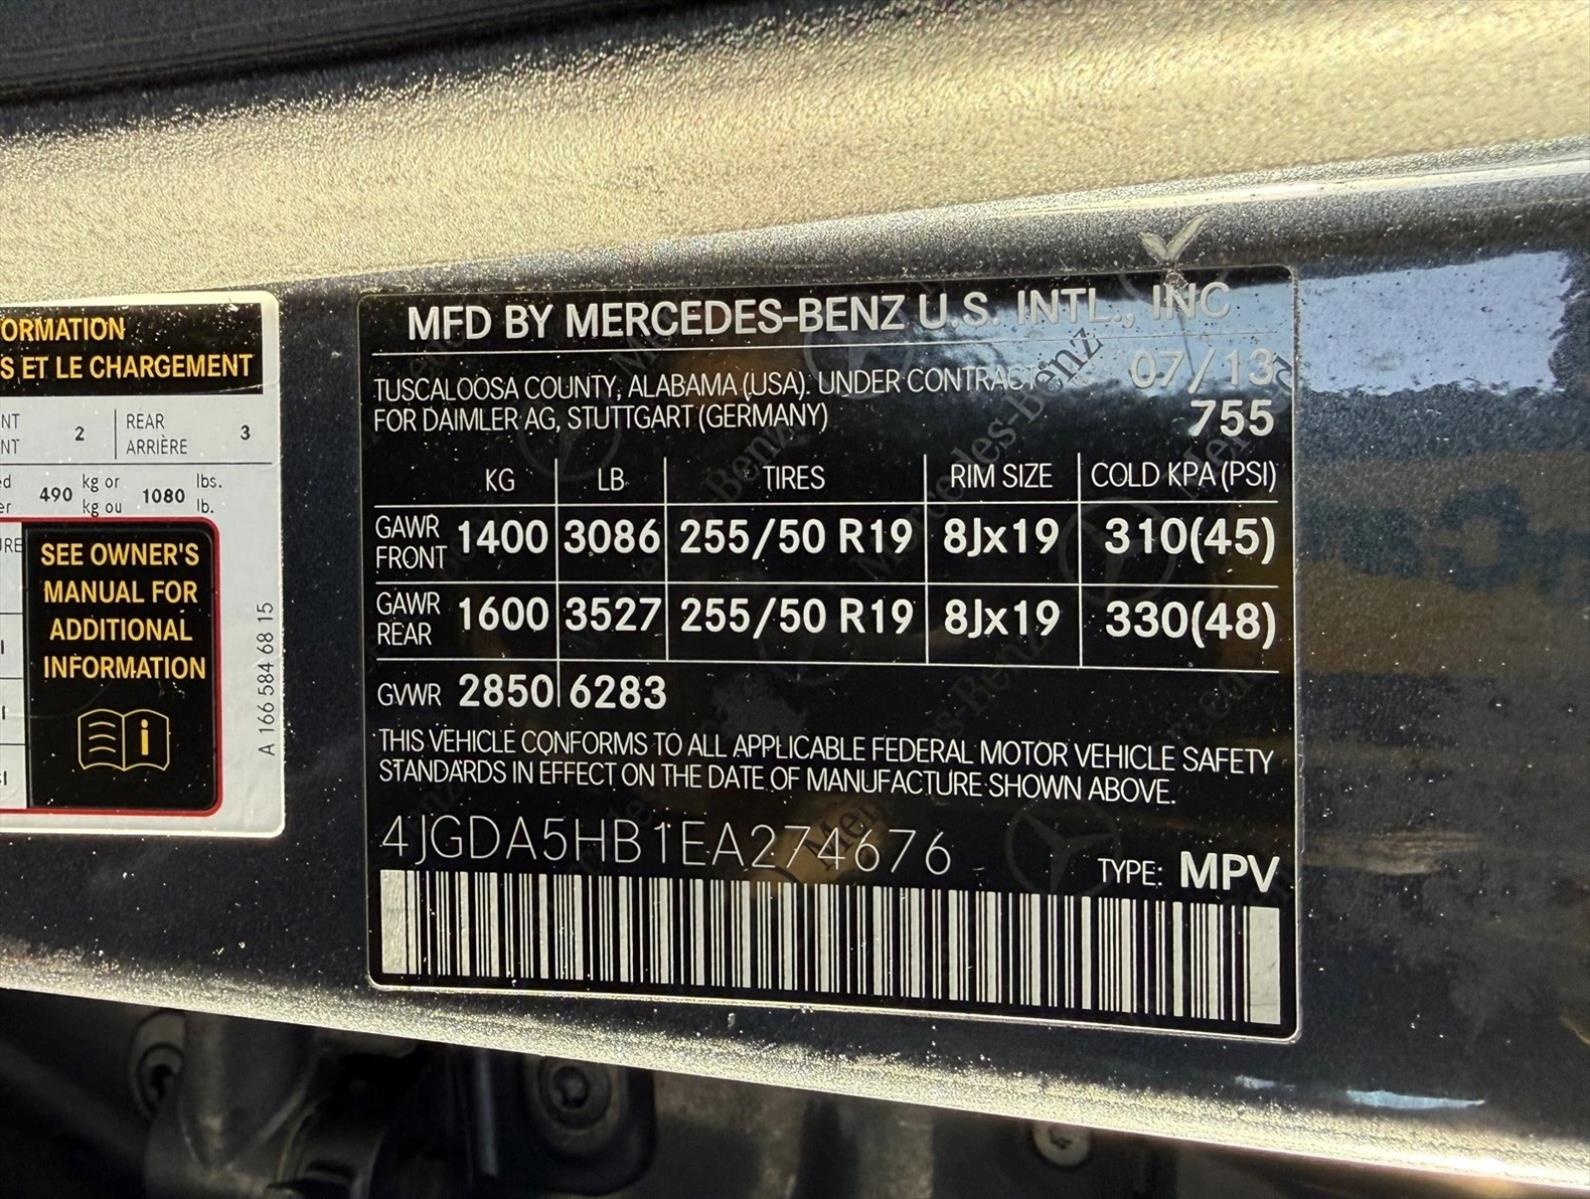 ORMATION
S ET LE CHARGEMENT
NT 2 REAR 3
NT ARRIÈRE
490 kg or 1080 lbs.
kg ou lb.
SEE OWNER'S
MANUAL FOR
ADDITIONAL
INFORMATION
i
A 166 584 68 15
MFD BY MERCEDES-BENZ U.S. INTL., INC
TUSCALOOSA COUNTY, ALABAMA (USA). UNDER CONTRACT 07/13
FOR DAIMLER AG, STUTTGART (GERMANY) 755
KG LB TIRES RIM SIZE COLD KPA (PSI)
GAWR FRONT 1400 3086 255/50 R19 8Jx19 310(45)
GAWR REAR 1600 3527 255/50 R19 8Jx19 330(48)
GVWR 2850 6283
THIS VEHICLE CONFORMS TO ALL APPLICABLE FEDERAL MOTOR VEHICLE SAFETY
STANDARDS IN EFFECT ON THE DATE OF MANUFACTURE SHOWN ABOVE.
4JGDA5HB1EA274676
TYPE: MPV
Mercedes-Benz